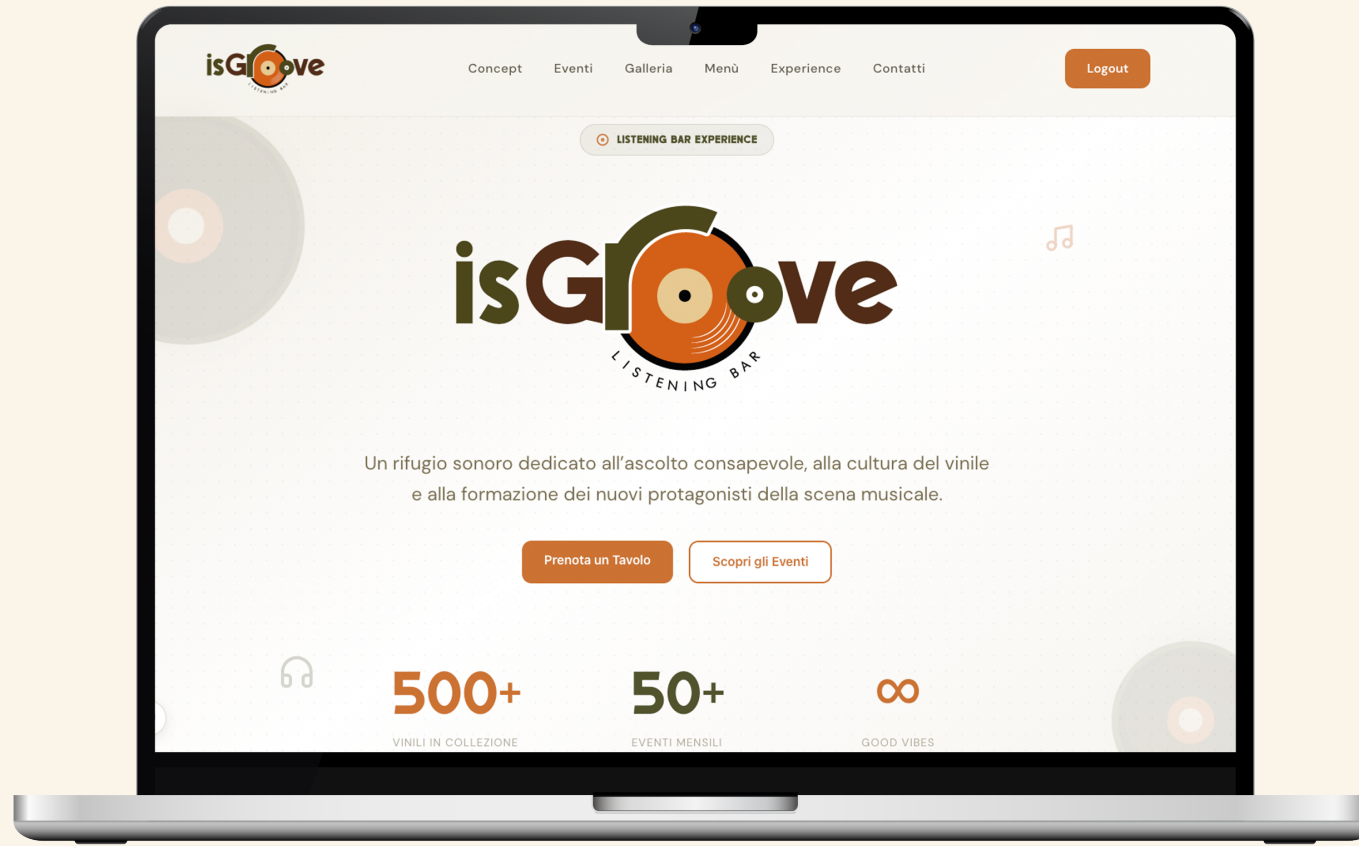 isGroove
LISTENING BAR
Concept
Eventi
Galleria
Menù
Experience
Contatti
Logout
LISTENING BAR EXPERIENCE
isGroove
LISTENING BAR
Un rifugio sonoro dedicato all’ascolto consapevole, alla cultura del vinile
e alla formazione dei nuovi protagonisti della scena musicale.
Prenota un Tavolo
Scopri gli Eventi
500+
50+
∞
VINILI IN COLLEZIONE
EVENTI MENSILI
GOOD VIBES